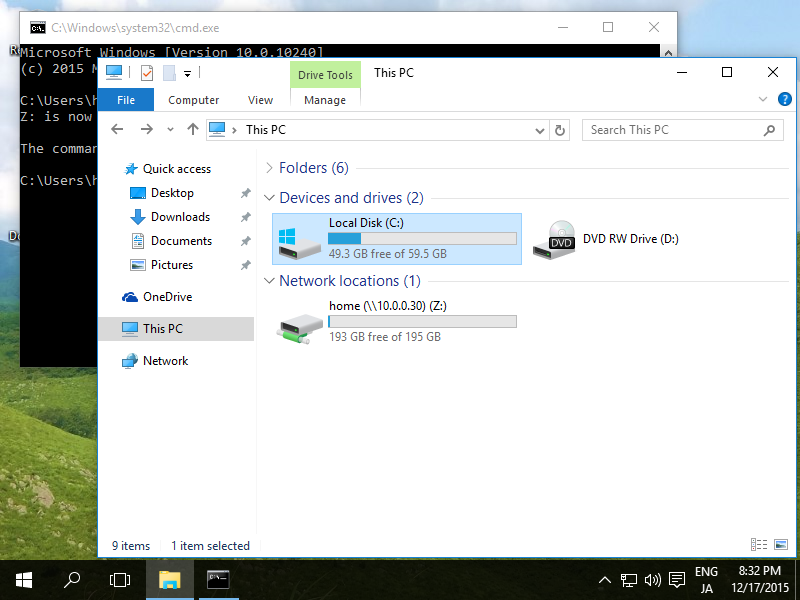 C:\Windows\system32\cmd.exe
Microsoft Windows [Version 10.0.10240]
(c) 2015 M
C:\Users\h
Z: is now
The comman
C:\Users\h
Drive Tools
This PC
File
Computer
View
Manage
This PC
Search This PC
Quick access
Desktop
Downloads
Documents
Pictures
OneDrive
This PC
Network
Folders (6)
Devices and drives (2)
Local Disk (C:)
49.3 GB free of 59.5 GB
DVD
DVD RW Drive (D:)
Network locations (1)
home (\\10.0.0.30) (Z:)
193 GB free of 195 GB
9 items
1 item selected
ENG
JA
8:32 PM
12/17/2015